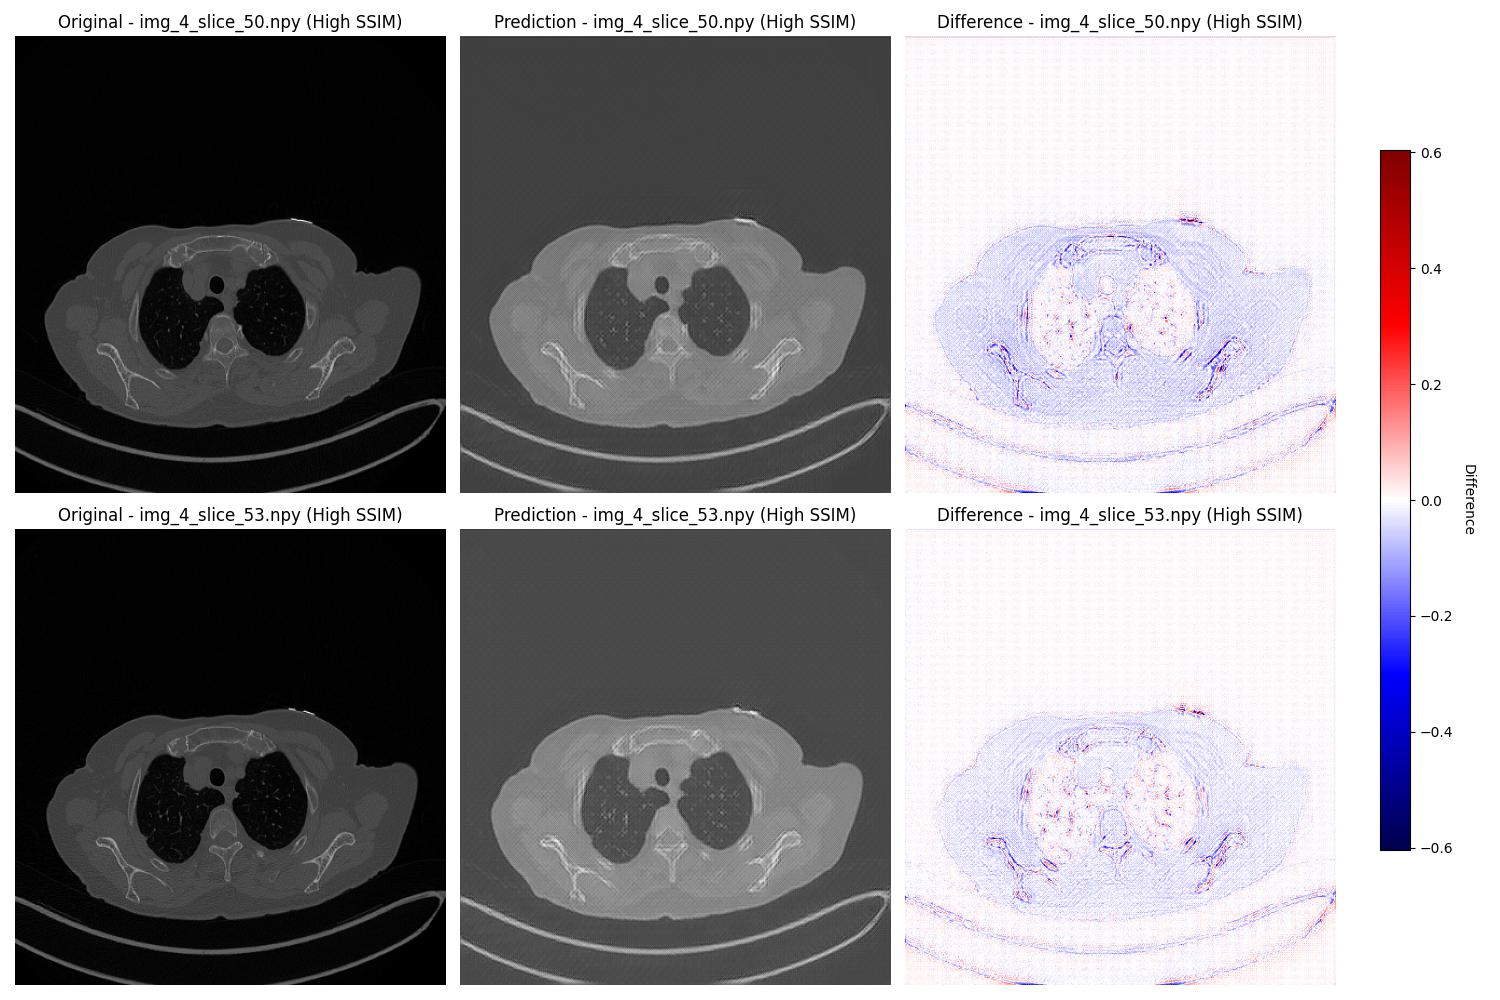 Original - img_4_slice_50.npy (High SSIM)
Prediction - img_4_slice_50.npy (High SSIM)
Difference - img_4_slice_50.npy (High SSIM)
0.6
0.4
0.2
0.0
−0.2
−0.4
−0.6
Difference
Original - img_4_slice_53.npy (High SSIM)
Prediction - img_4_slice_53.npy (High SSIM)
Difference - img_4_slice_53.npy (High SSIM)